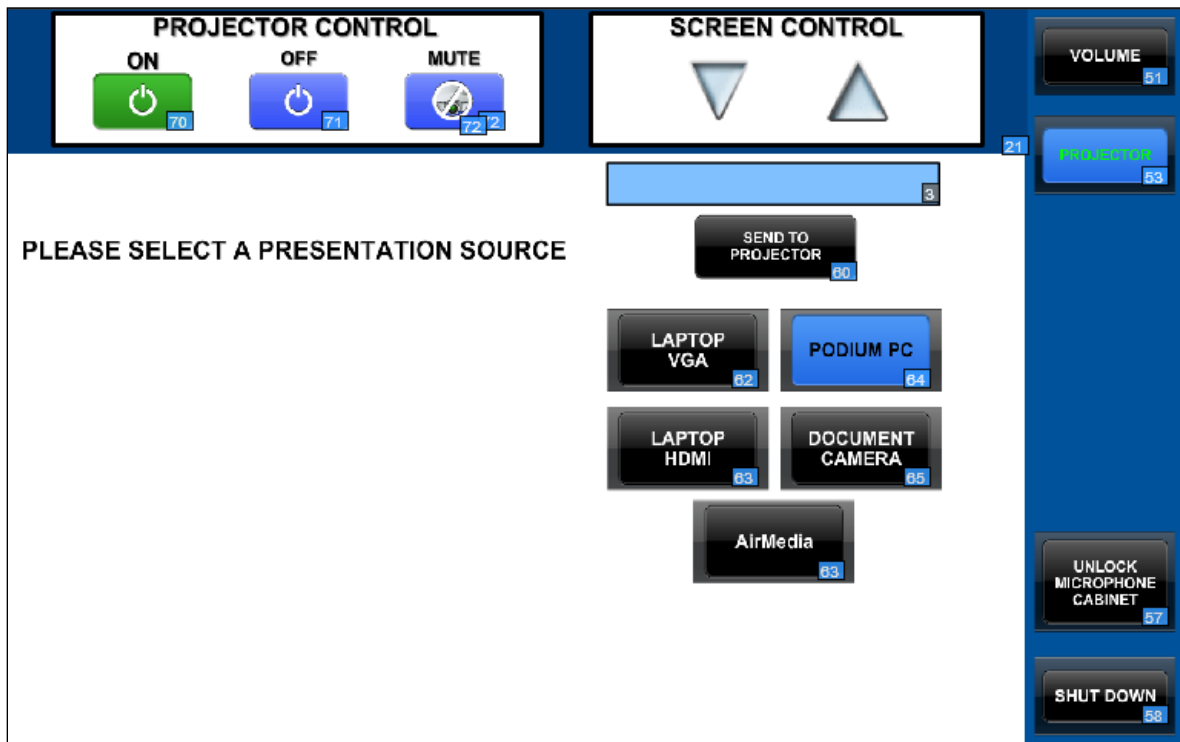 PROJECTOR CONTROL
ON OFF MUTE
70 71 72 72
SCREEN CONTROL
VOLUME
51
21
PROJECTOR
53
3
PLEASE SELECT A PRESENTATION SOURCE
SEND TO
PROJECTOR
60
LAPTOP
VGA
62
PODIUM PC
64
LAPTOP
HDMI
63
DOCUMENT
CAMERA
65
AirMedia
63
UNLOCK
MICROPHONE
CABINET
57
SHUT DOWN
58